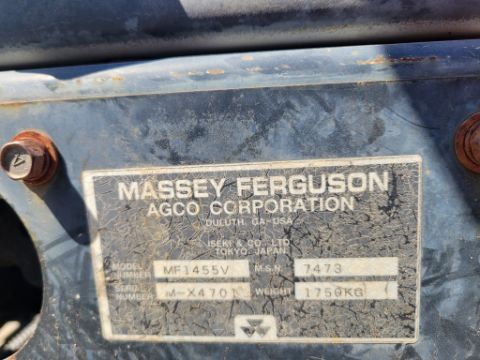 MASSEY FERGUSON
AGCO CORPORATION
DULUTH, GA-USA
ISEKI & CO., LTD
TOKYO, JAPAN
MODEL NUMBER MF1455V M.S.N. 7473
SERIAL NUMBER M-X4701 WEIGHT 1750KG